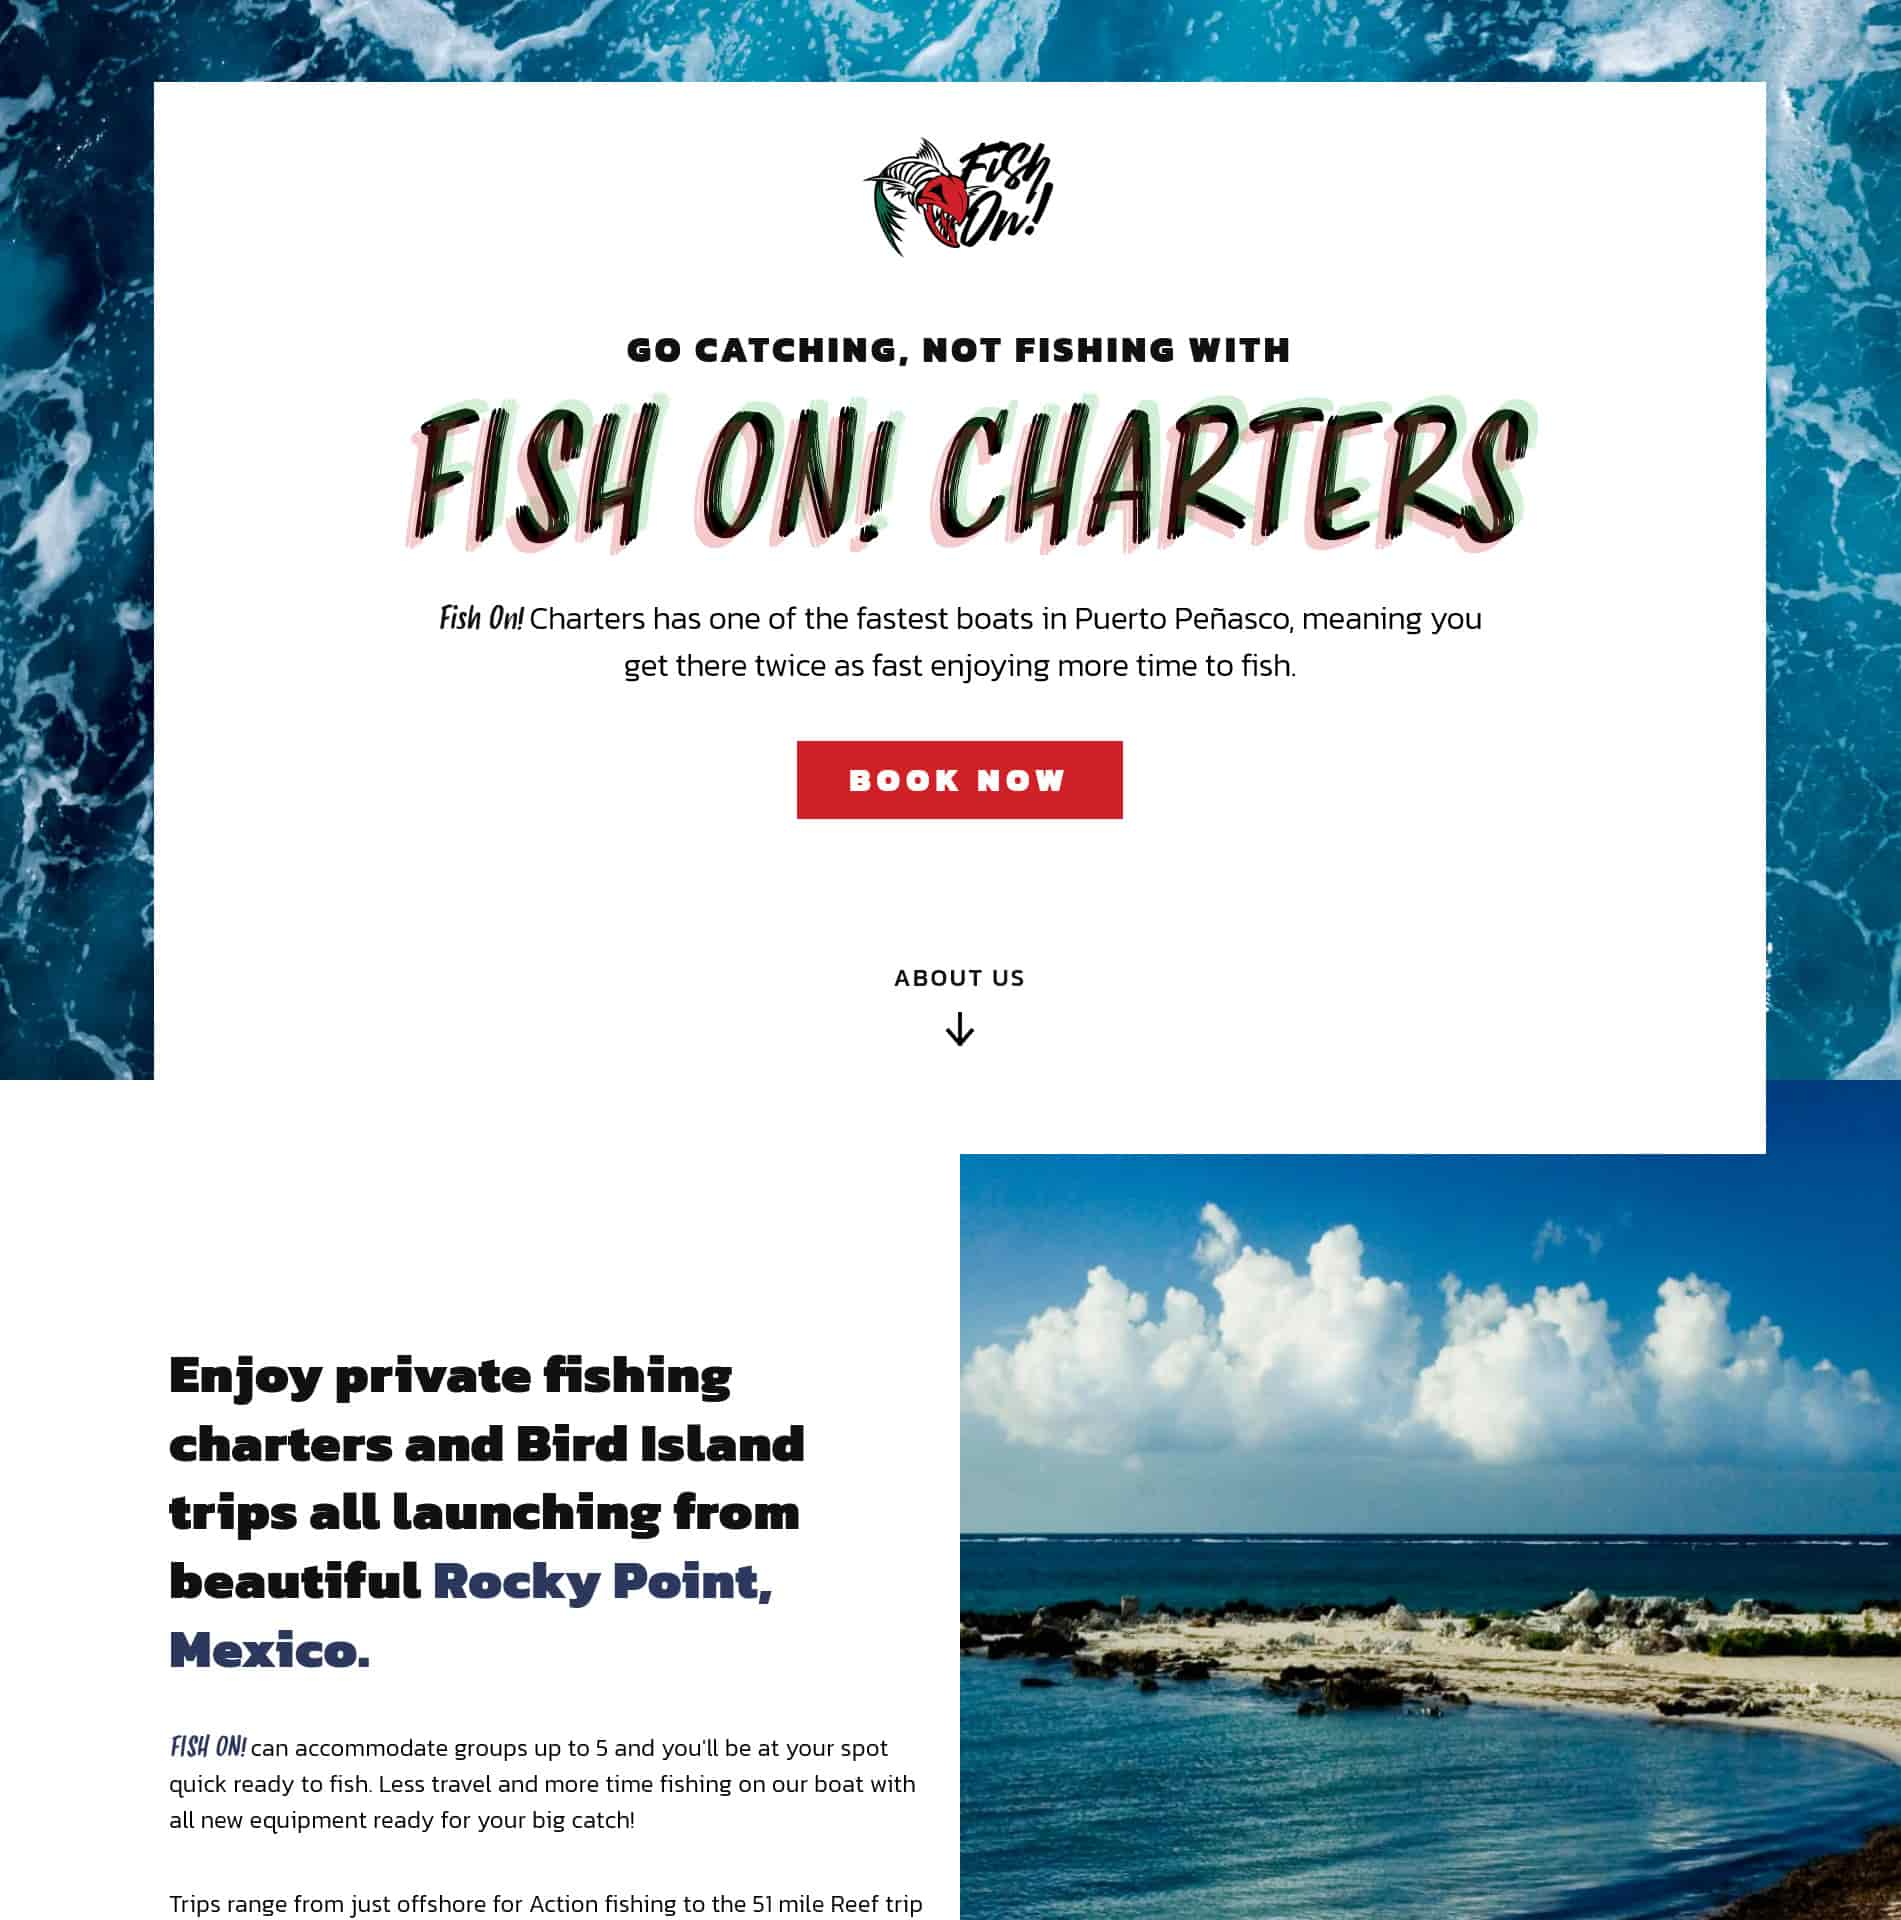 Fish
On!
GO CATCHING, NOT FISHING WITH
FISH ON! CHARTERS
Fish On! Charters has one of the fastest boats in Puerto Peñasco, meaning you
get there twice as fast enjoying more time to fish.
BOOK NOW
ABOUT US
Enjoy private fishing
charters and Bird Island
trips all launching from
beautiful Rocky Point,
Mexico.
FISH ON! can accommodate groups up to 5 and you'll be at your spot
quick ready to fish. Less travel and more time fishing on our boat with
all new equipment ready for your big catch!
Trips range from just offshore for Action fishing to the 51 mile Reef trip